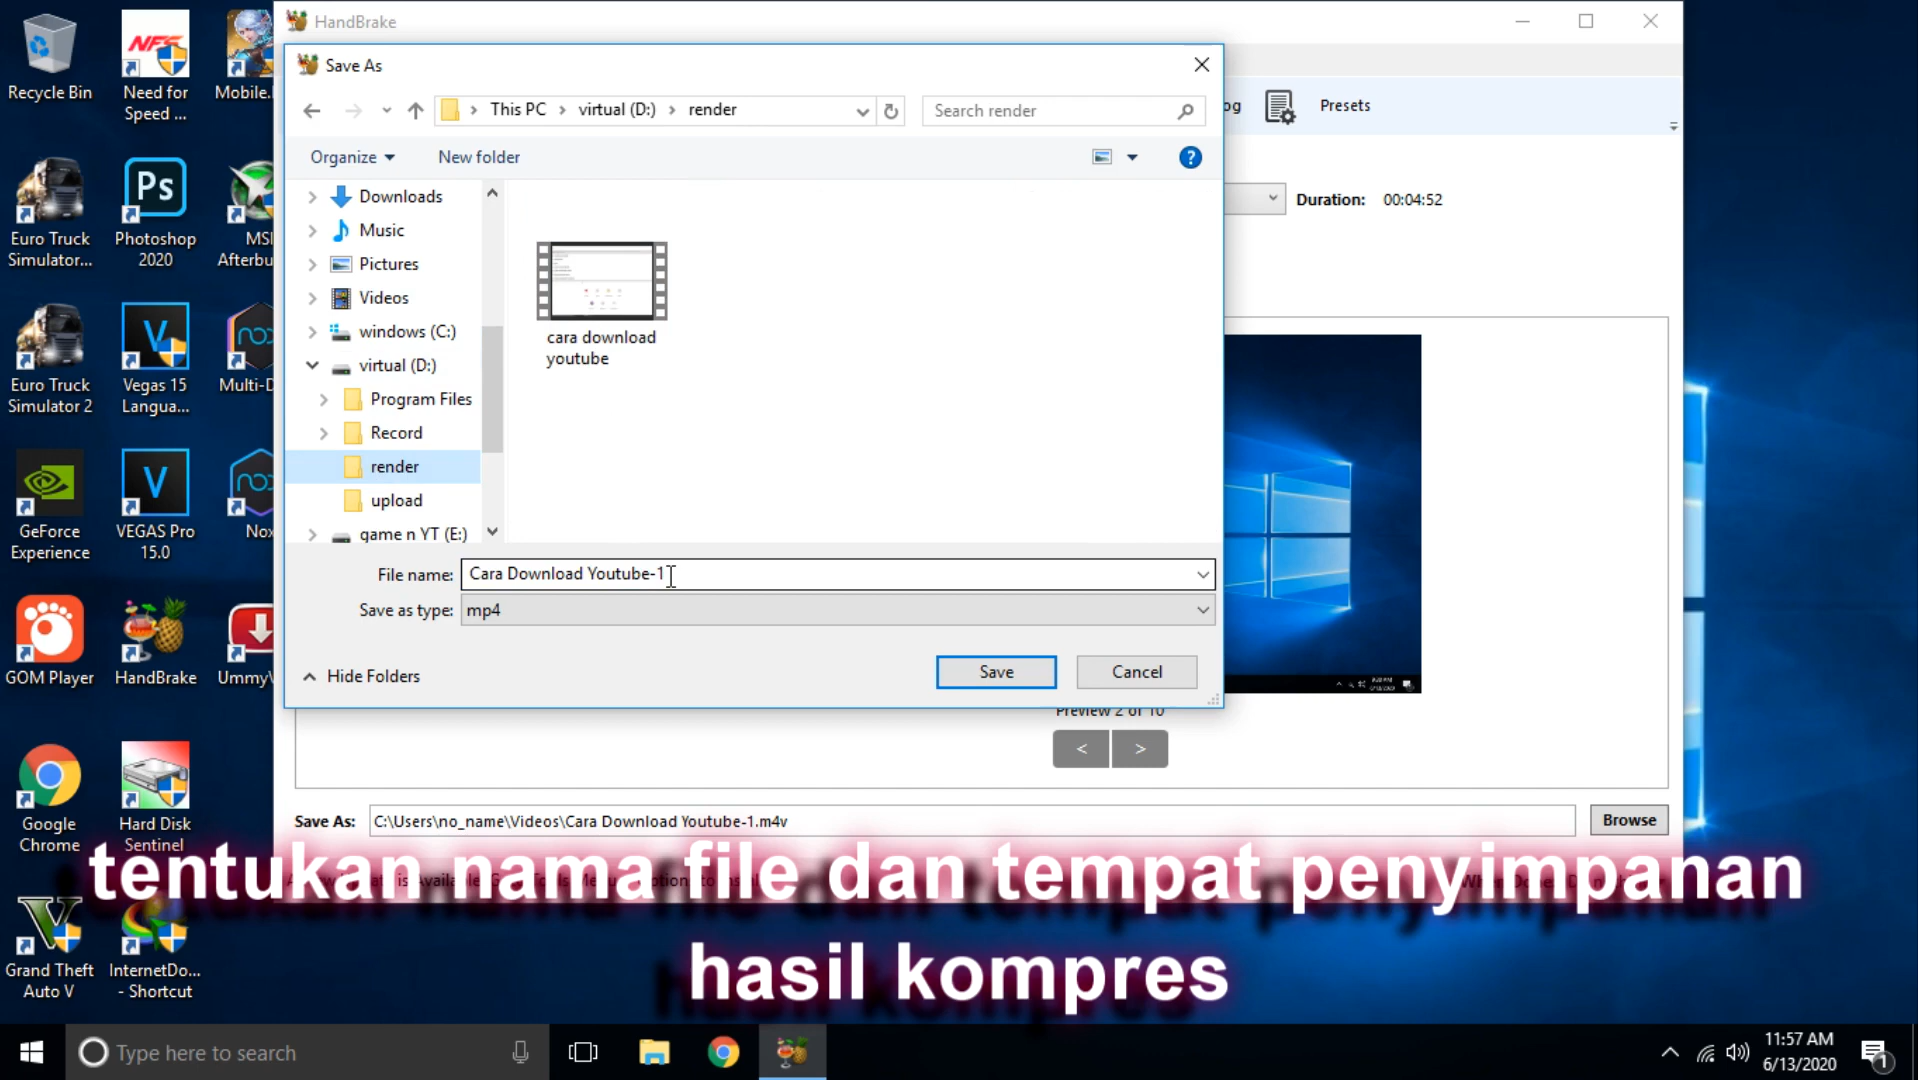 HandBrake
Save As
This PC > virtual (D:) > render
Search render
Organize
New folder
Presets
Downloads
Music
Pictures
Videos
windows (C:)
virtual (D:)
Program Files
Record
render
upload
game n YT (E:)
cara download
youtube
Duration: 00:04:52
File name: Cara Download Youtube-1
Save as type: mp4
Hide Folders
Save
Cancel
Preview 2 of 10
<
>
Save As: C:\Users\no_name\Videos\Cara Download Youtube-1.m4v
Browse
tentukan nama file dan tempat penyimpanan
hasil kompres
Recycle Bin
Need for
Speed ...
Mobile.
Euro Truck
Simulator...
Photoshop
2020
MSI
Afterbu
Euro Truck
Simulator 2
Vegas 15
Langua...
Multi-D
GeForce
Experience
VEGAS Pro
15.0
Nox
GOM Player
HandBrake
UmmyV
Google
Chrome
Hard Disk
Sentinel
Grand Theft
Auto V
InternetDo...
- Shortcut
Type here to search
11:57 AM
6/13/2020
1